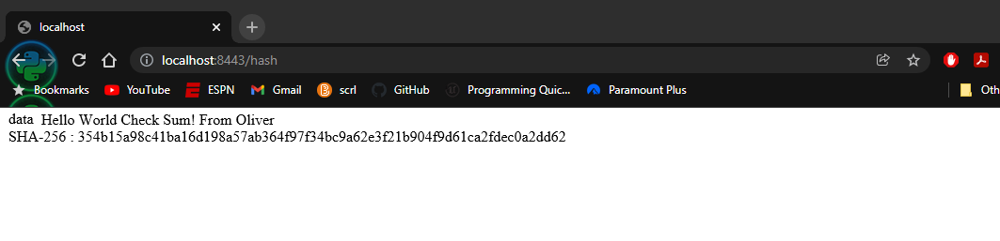 localhost
localhost:8443/hash
Bookmarks YouTube ESPN Gmail scrl GitHub Programming Quic... Paramount Plus Oth
data Hello World Check Sum! From Oliver
SHA-256 : 354b15a98c41ba16d198a57ab364f97f34bc9a62e3f21b904f9d61ca2fdec0a2dd62